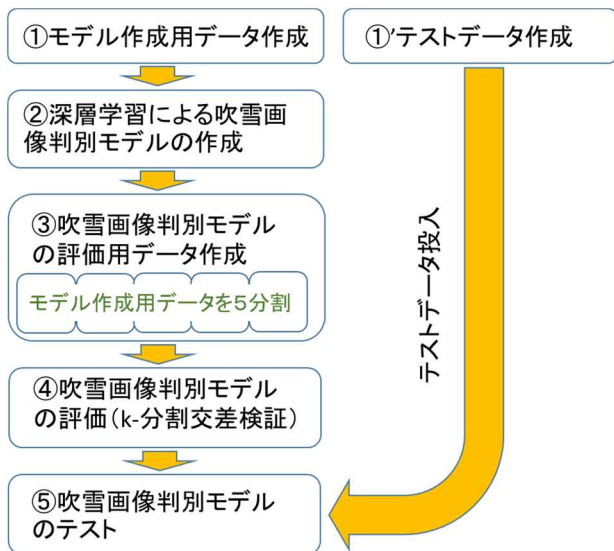 ①モデル作成用データ作成
①’テストデータ作成
②深層学習による吹雪画
像判別モデルの作成
③吹雪画像判別モデル
の評価用データ作成
モデル作成用データを5分割
④吹雪画像判別モデル
の評価(k-分割交差検証)
⑤吹雪画像判別モデル
のテスト
テストデータ投入